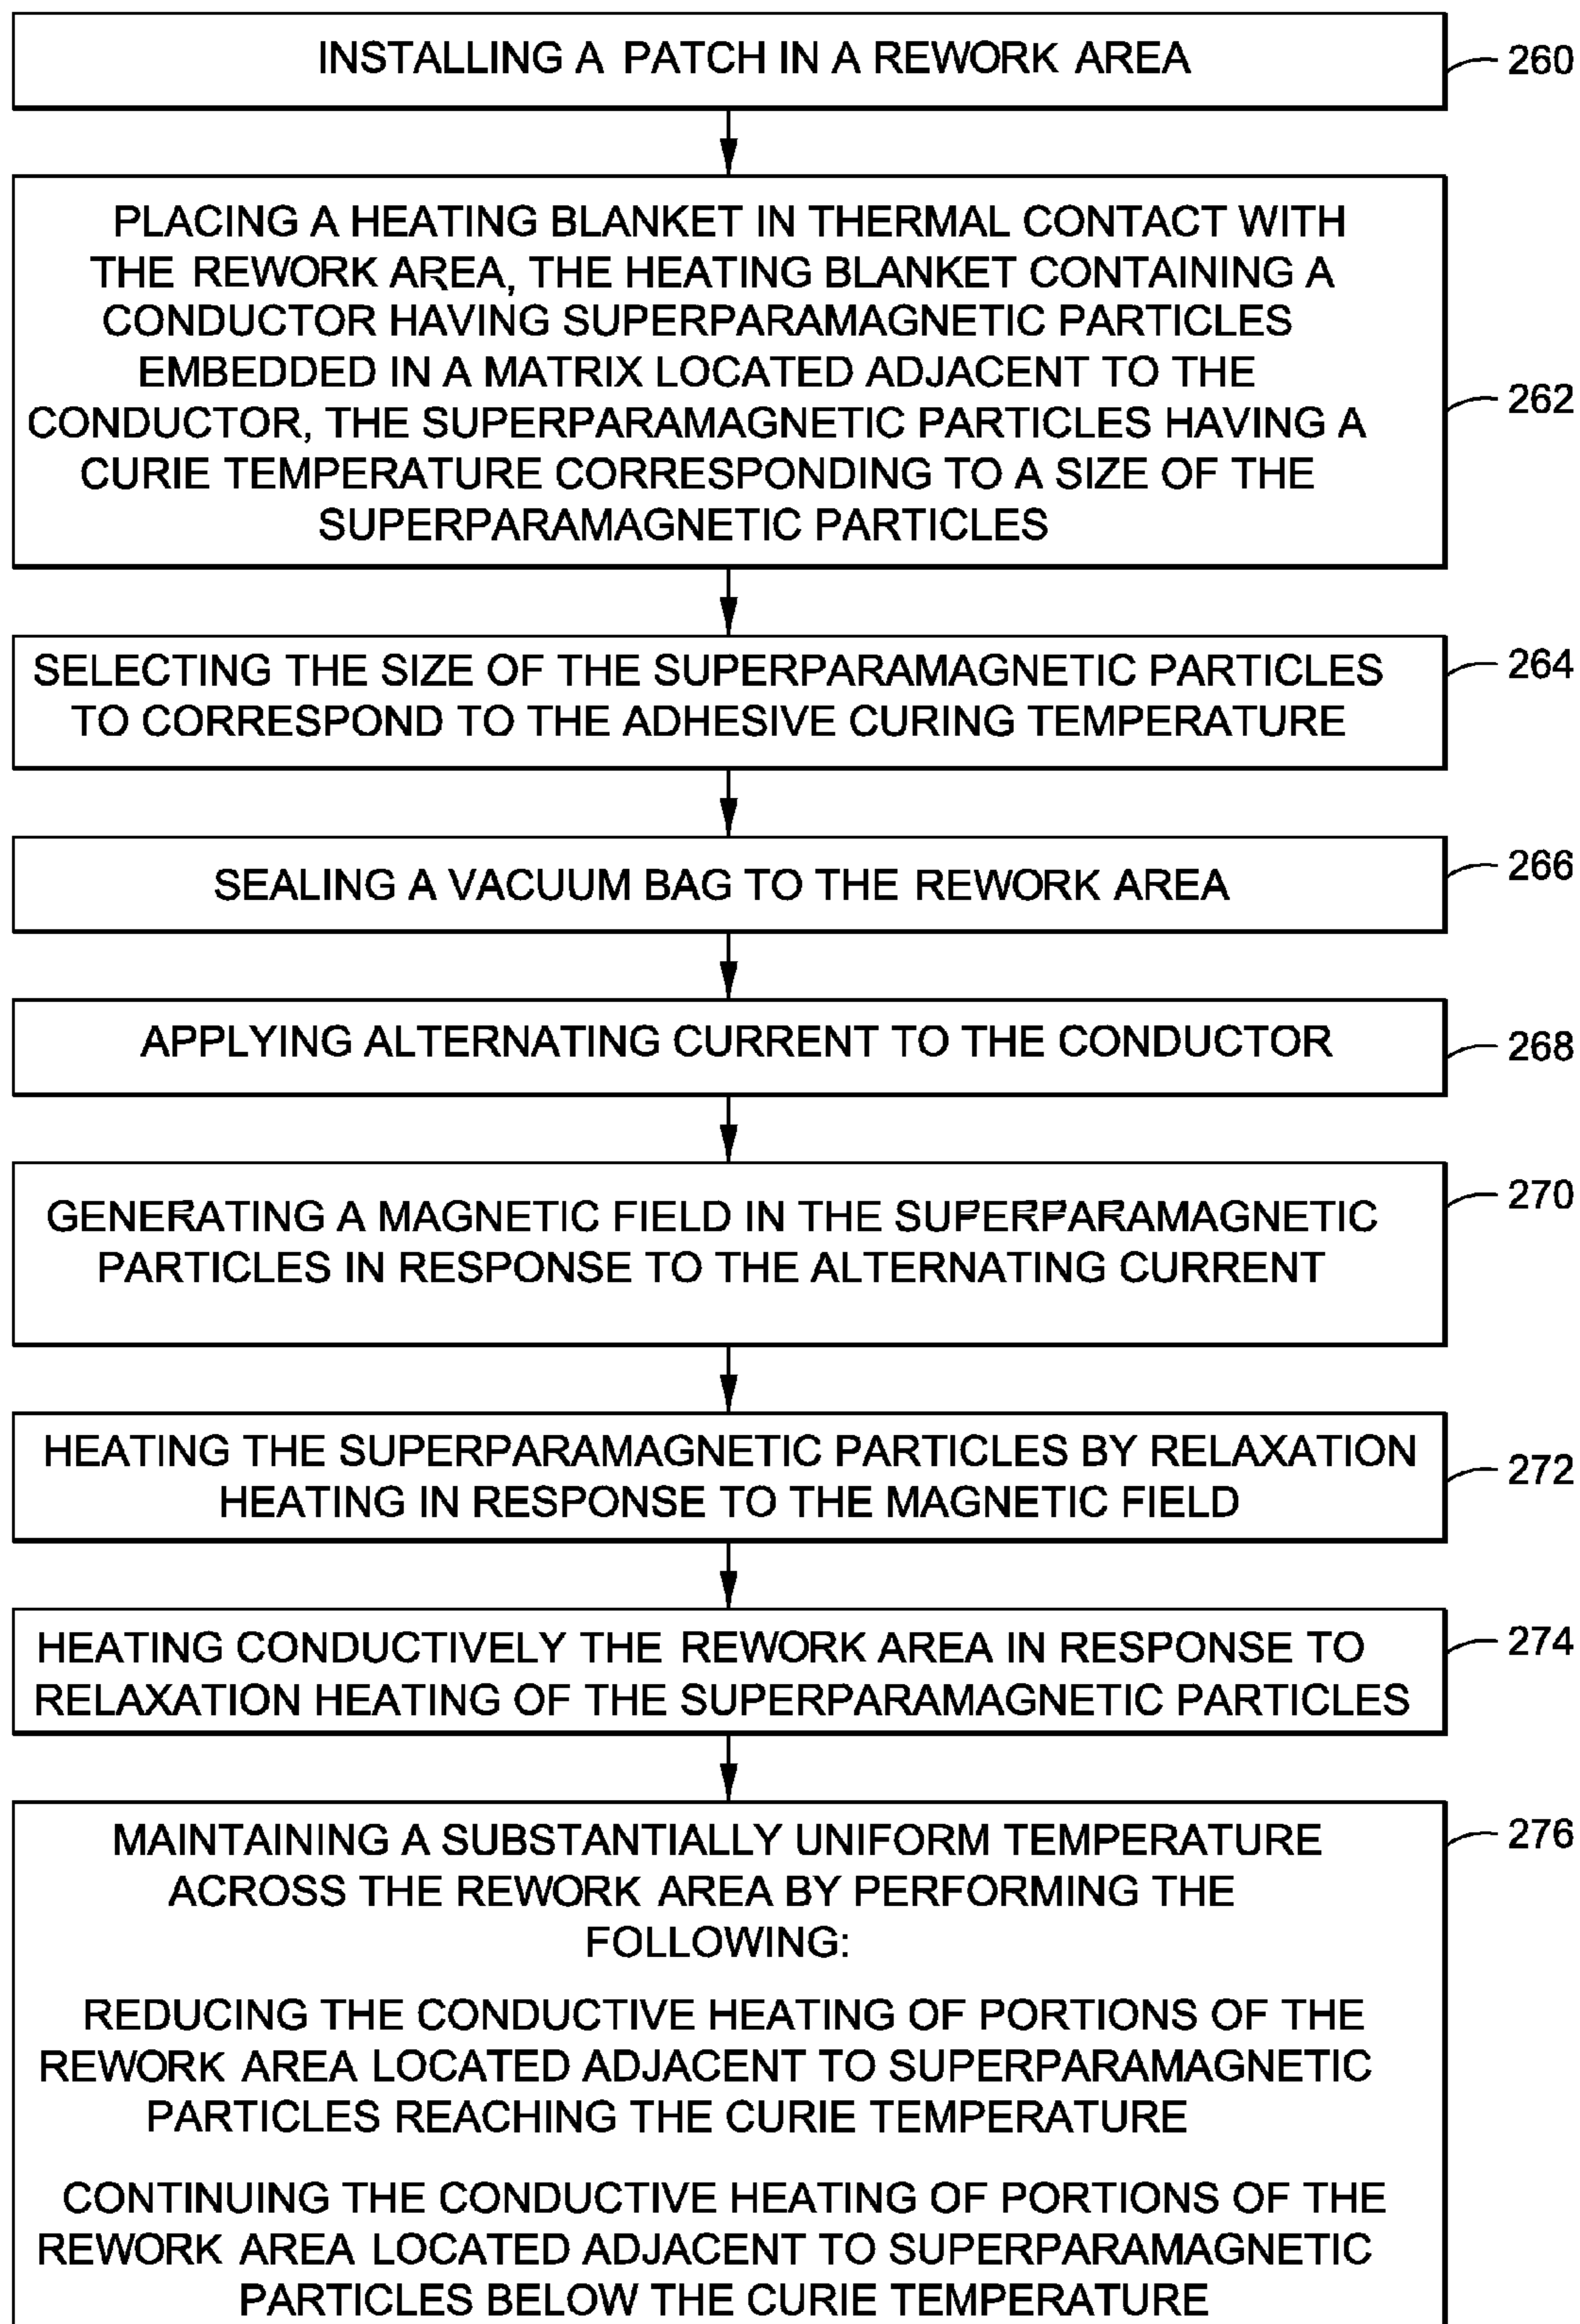 INSTALLING A PATCH IN A REWORK AREA
260
PLACING A HEATING BLANKET IN THERMAL CONTACT WITH
THE REWORK AREA, THE HEATING BLANKET CONTAINING A
CONDUCTOR HAVING SUPERPARAMAGNETIC PARTICLES
EMBEDDED IN A MATRIX LOCATED ADJACENT TO THE
CONDUCTOR, THE SUPERPARAMAGNETIC PARTICLES HAVING A
CURIE TEMPERATURE CORRESPONDING TO A SIZE OF THE
SUPERPARAMAGNETIC PARTICLES
262
SELECTING THE SIZE OF THE SUPERPARAMAGNETIC PARTICLES
TO CORRESPOND TO THE ADHESIVE CURING TEMPERATURE
264
SEALING A VACUUM BAG TO THE REWORK AREA
266
APPLYING ALTERNATING CURRENT TO THE CONDUCTOR
268
GENERATING A MAGNETIC FIELD IN THE SUPERPARAMAGNETIC
PARTICLES IN RESPONSE TO THE ALTERNATING CURRENT
270
HEATING THE SUPERPARAMAGNETIC PARTICLES BY RELAXATION
HEATING IN RESPONSE TO THE MAGNETIC FIELD
272
HEATING CONDUCTIVELY THE REWORK AREA IN RESPONSE TO
RELAXATION HEATING OF THE SUPERPARAMAGNETIC PARTICLES
274
MAINTAINING A SUBSTANTIALLY UNIFORM TEMPERATURE
ACROSS THE REWORK AREA BY PERFORMING THE
FOLLOWING:
REDUCING THE CONDUCTIVE HEATING OF PORTIONS OF THE
REWORK AREA LOCATED ADJACENT TO SUPERPARAMAGNETIC
PARTICLES REACHING THE CURIE TEMPERATURE
CONTINUING THE CONDUCTIVE HEATING OF PORTIONS OF THE
REWORK AREA LOCATED ADJACENT TO SUPERPARAMAGNETIC
PARTICLES BELOW THE CURIE TEMPERATURE
276